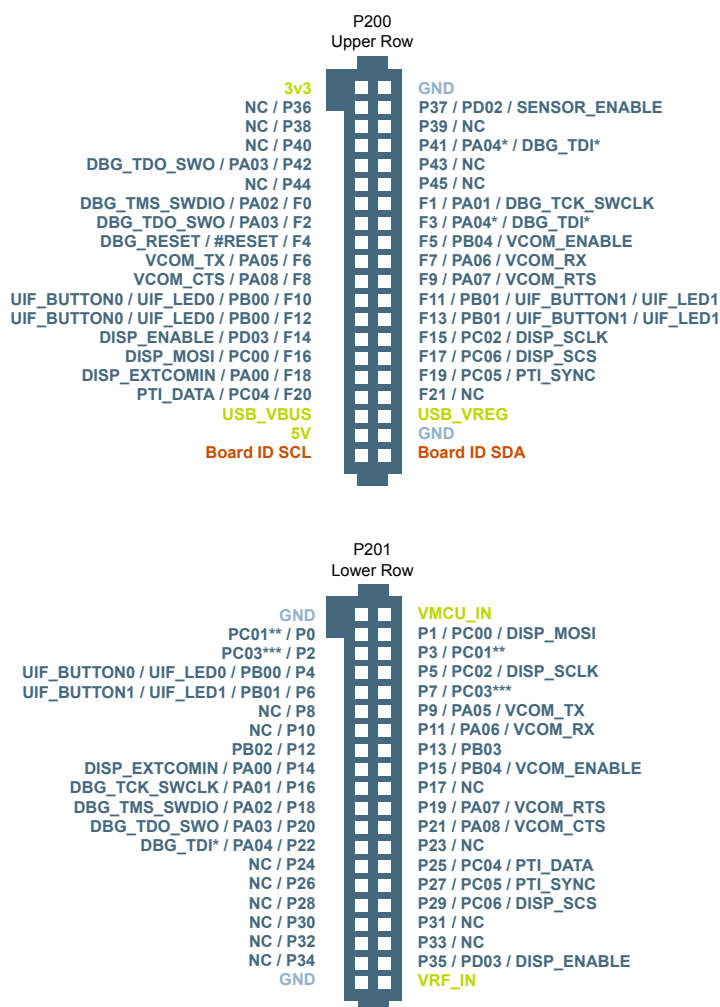 P200
Upper Row
3v3 GND
NC / P36 P37 / PD02 / SENSOR_ENABLE
NC / P38 P39 / NC
NC / P40 P41 / PA04* / DBG_TDI*
DBG_TDO_SWO / PA03 / P42 P43 / NC
NC / P44 P45 / NC
DBG_TMS_SWDIO / PA02 / F0 F1 / PA01 / DBG_TCK_SWCLK
DBG_TDO_SWO / PA03 / F2 F3 / PA04* / DBG_TDI*
DBG_RESET / #RESET / F4 F5 / PB04 / VCOM_ENABLE
VCOM_TX / PA05 / F6 F7 / PA06 / VCOM_RX
VCOM_CTS / PA08 / F8 F9 / PA07 / VCOM_RTS
UIF_BUTTON0 / UIF_LED0 / PB00 / F10 F11 / PB01 / UIF_BUTTON1 / UIF_LED1
UIF_BUTTON0 / UIF_LED0 / PB00 / F12 F13 / PB01 / UIF_BUTTON1 / UIF_LED1
DISP_ENABLE / PD03 / F14 F15 / PC02 / DISP_SCLK
DISP_MOSI / PC00 / F16 F17 / PC06 / DISP_SCS
DISP_EXTCOMIN / PA00 / F18 F19 / PC05 / PTI_SYNC
PTI_DATA / PC04 / F20 F21 / NC
USB_VBUS USB_VREG
5V GND
Board ID SCL Board ID SDA
P201
Lower Row
GND VMCU_IN
PC01** / P0 P1 / PC00 / DISP_MOSI
PC03*** / P2 P3 / PC01**
UIF_BUTTON0 / UIF_LED0 / PB00 / P4 P5 / PC02 / DISP_SCLK
UIF_BUTTON1 / UIF_LED1 / PB01 / P6 P7 / PC03***
NC / P8 P9 / PA05 / VCOM_TX
NC / P10 P11 / PA06 / VCOM_RX
PB02 / P12 P13 / PB03
DISP_EXTCOMIN / PA00 / P14 P15 / PB04 / VCOM_ENABLE
DBG_TCK_SWCLK / PA01 / P16 P17 / NC
DBG_TMS_SWDIO / PA02 / P18 P19 / PA07 / VCOM_RTS
DBG_TDO_SWO / PA03 / P20 P21 / PA08 / VCOM_CTS
DBG_TDI* / PA04 / P22 P23 / NC
NC / P24 P25 / PC04 / PTI_DATA
NC / P26 P27 / PC05 / PTI_SYNC
NC / P28 P29 / PC06 / DISP_SCS
NC / P30 P31 / NC
NC / P32 P33 / NC
NC / P34 P35 / PD03 / DISP_ENABLE
GND VRF_IN